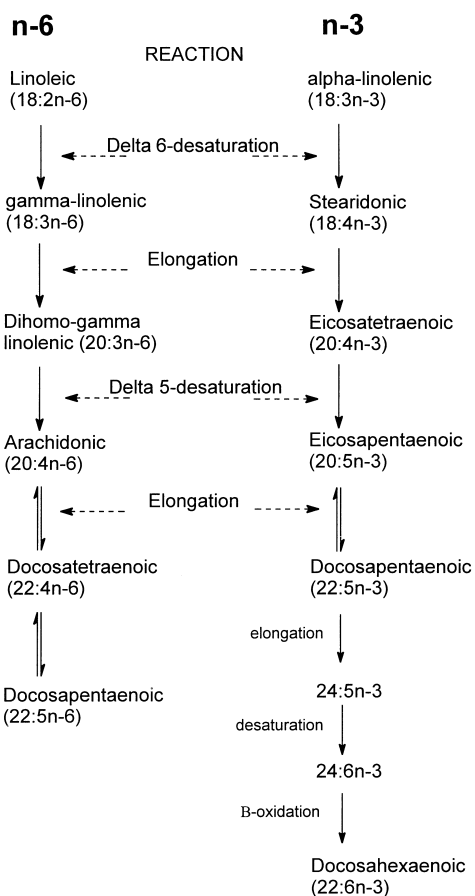 n-6
n-3
REACTION
Linoleic
(18:2n-6)
alpha-linolenic
(18:3n-3)
Delta 6-desaturation
gamma-linolenic
(18:3n-6)
Stearidonic
(18:4n-3)
Elongation
Dihomo-gamma
linolenic (20:3n-6)
Eicosatetraenoic
(20:4n-3)
Delta 5-desaturation
Arachidonic
(20:4n-6)
Eicosapentaenoic
(20:5n-3)
Elongation
Docosatetraenoic
(22:4n-6)
Docosapentaenoic
(22:5n-3)
elongation
Docosapentaenoic
(22:5n-6)
24:5n-3
desaturation
24:6n-3
B-oxidation
Docosahexaenoic
(22:6n-3)